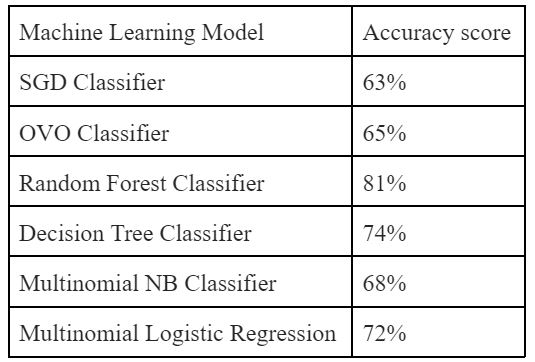 Machine Learning Model Accuracy score
SGD Classifier 63%
OVO Classifier 65%
Random Forest Classifier 81%
Decision Tree Classifier 74%
Multinomial NB Classifier 68%
Multinomial Logistic Regression 72%